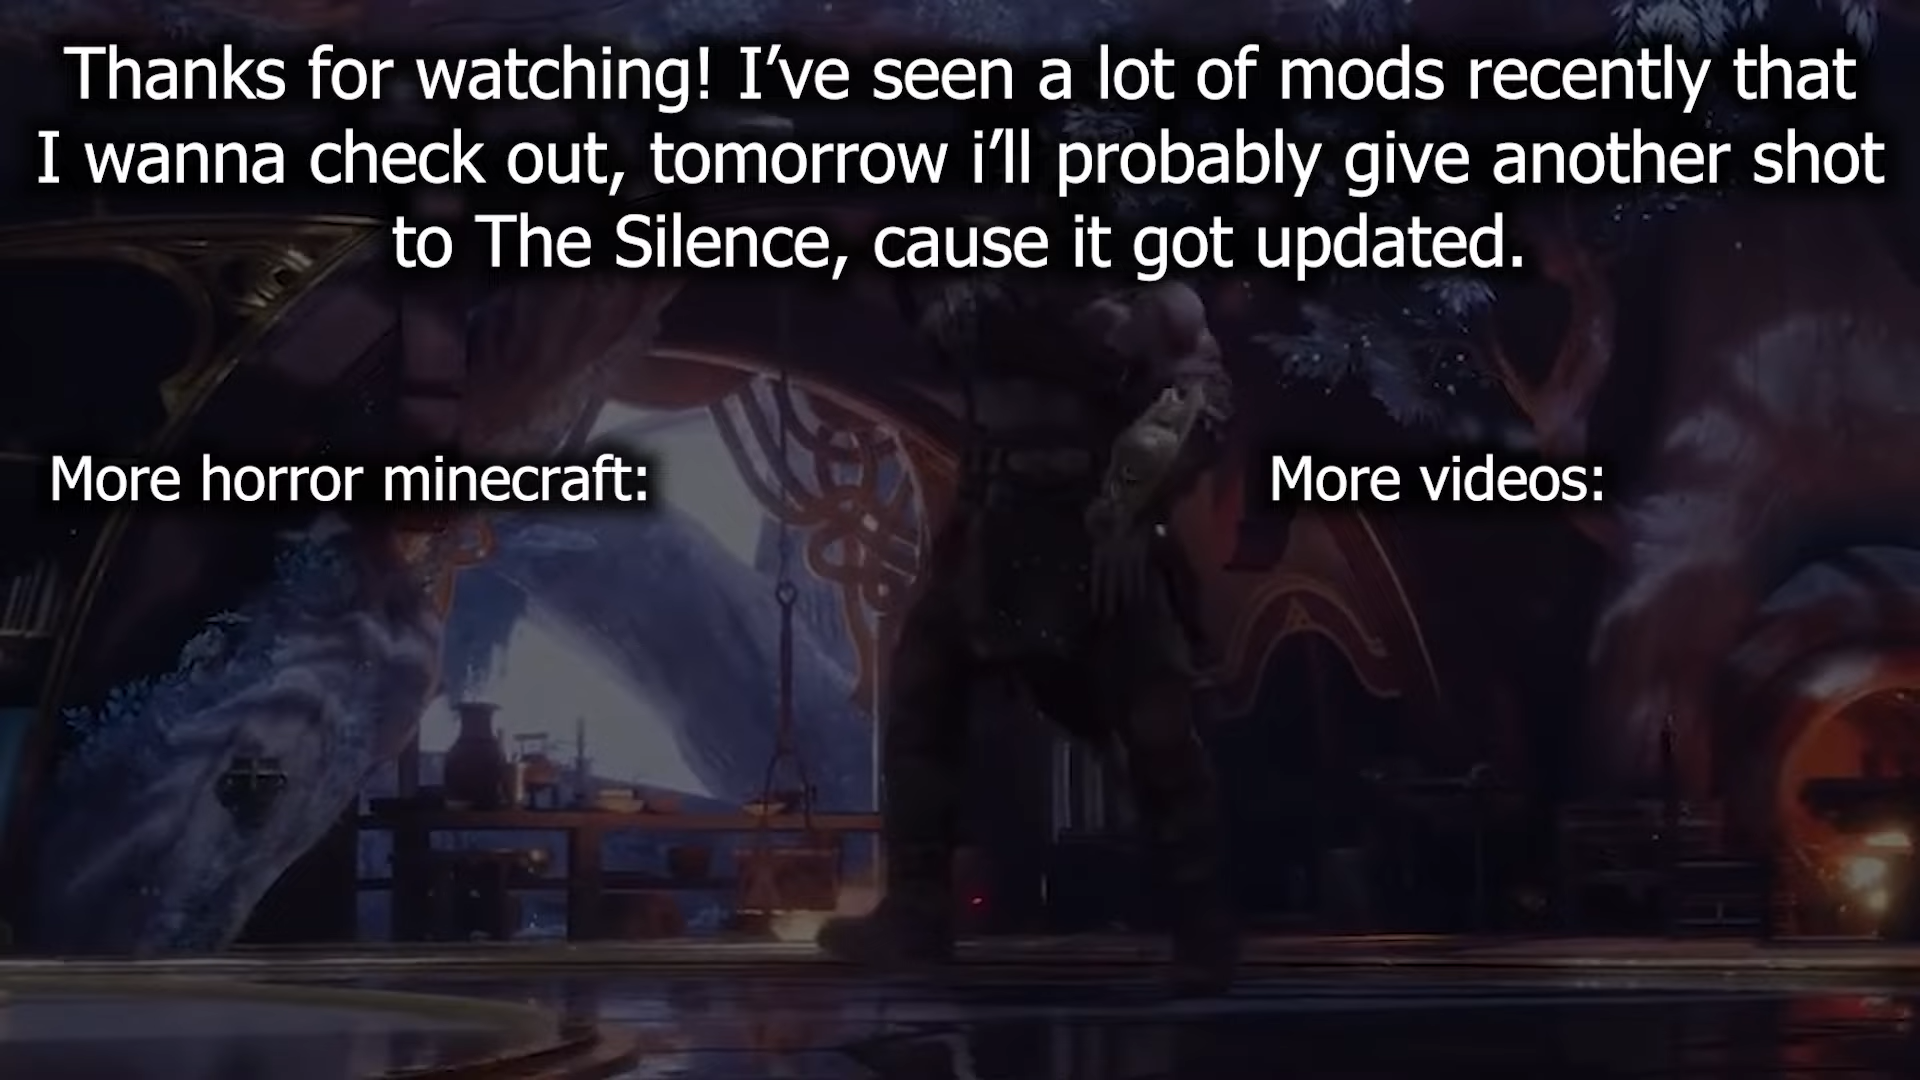 Thanks for watching! I’ve seen a lot of mods recently that
I wanna check out, tomorrow i’ll probably give another shot
to The Silence, cause it got updated.
More horror minecraft:
More videos: